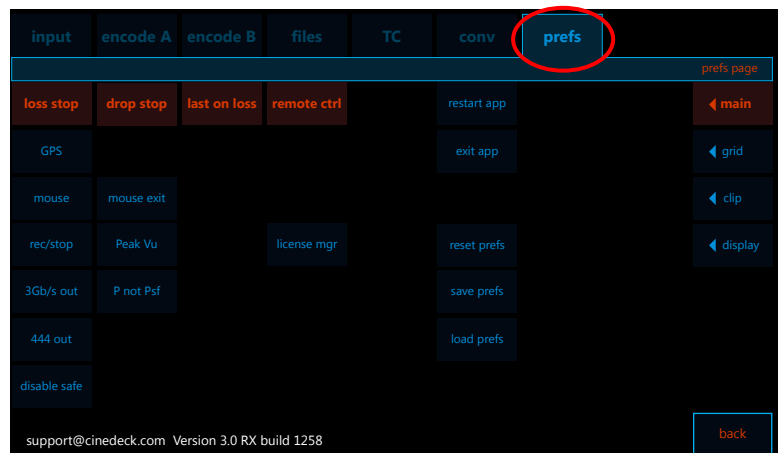 input encode A encode B files TC conv prefs
prefs page
loss stop drop stop last on loss remote ctrl restart app main
GPS exit app grid
mouse mouse exit clip
rec/stop Peak Vu license mgr reset prefs display
3Gb/s out P not Psf save prefs
444 out load prefs
disable safe
support@cinedeck.com Version 3.0 RX build 1258 back